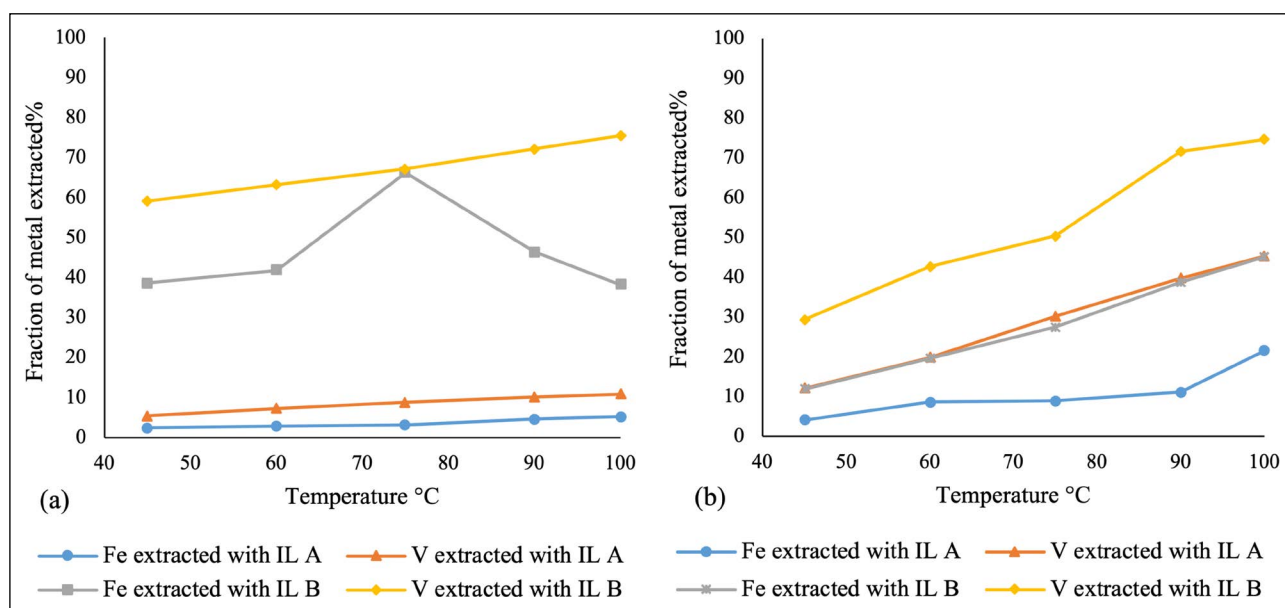 Fraction of metal extracted%
100
90
80
70
60
50
40
30
20
10
0
40 50 60 70 80 90 100
Temperature °C
(a)
Fe extracted with IL A V extracted with IL A
Fe extracted with IL B V extracted with IL B
Fraction of metal extracted%
100
90
80
70
60
50
40
30
20
10
0
40 50 60 70 80 90 100
Temperature °C
(b)
Fe extracted with IL A V extracted with IL A
Fe extracted with IL B V extracted with IL B